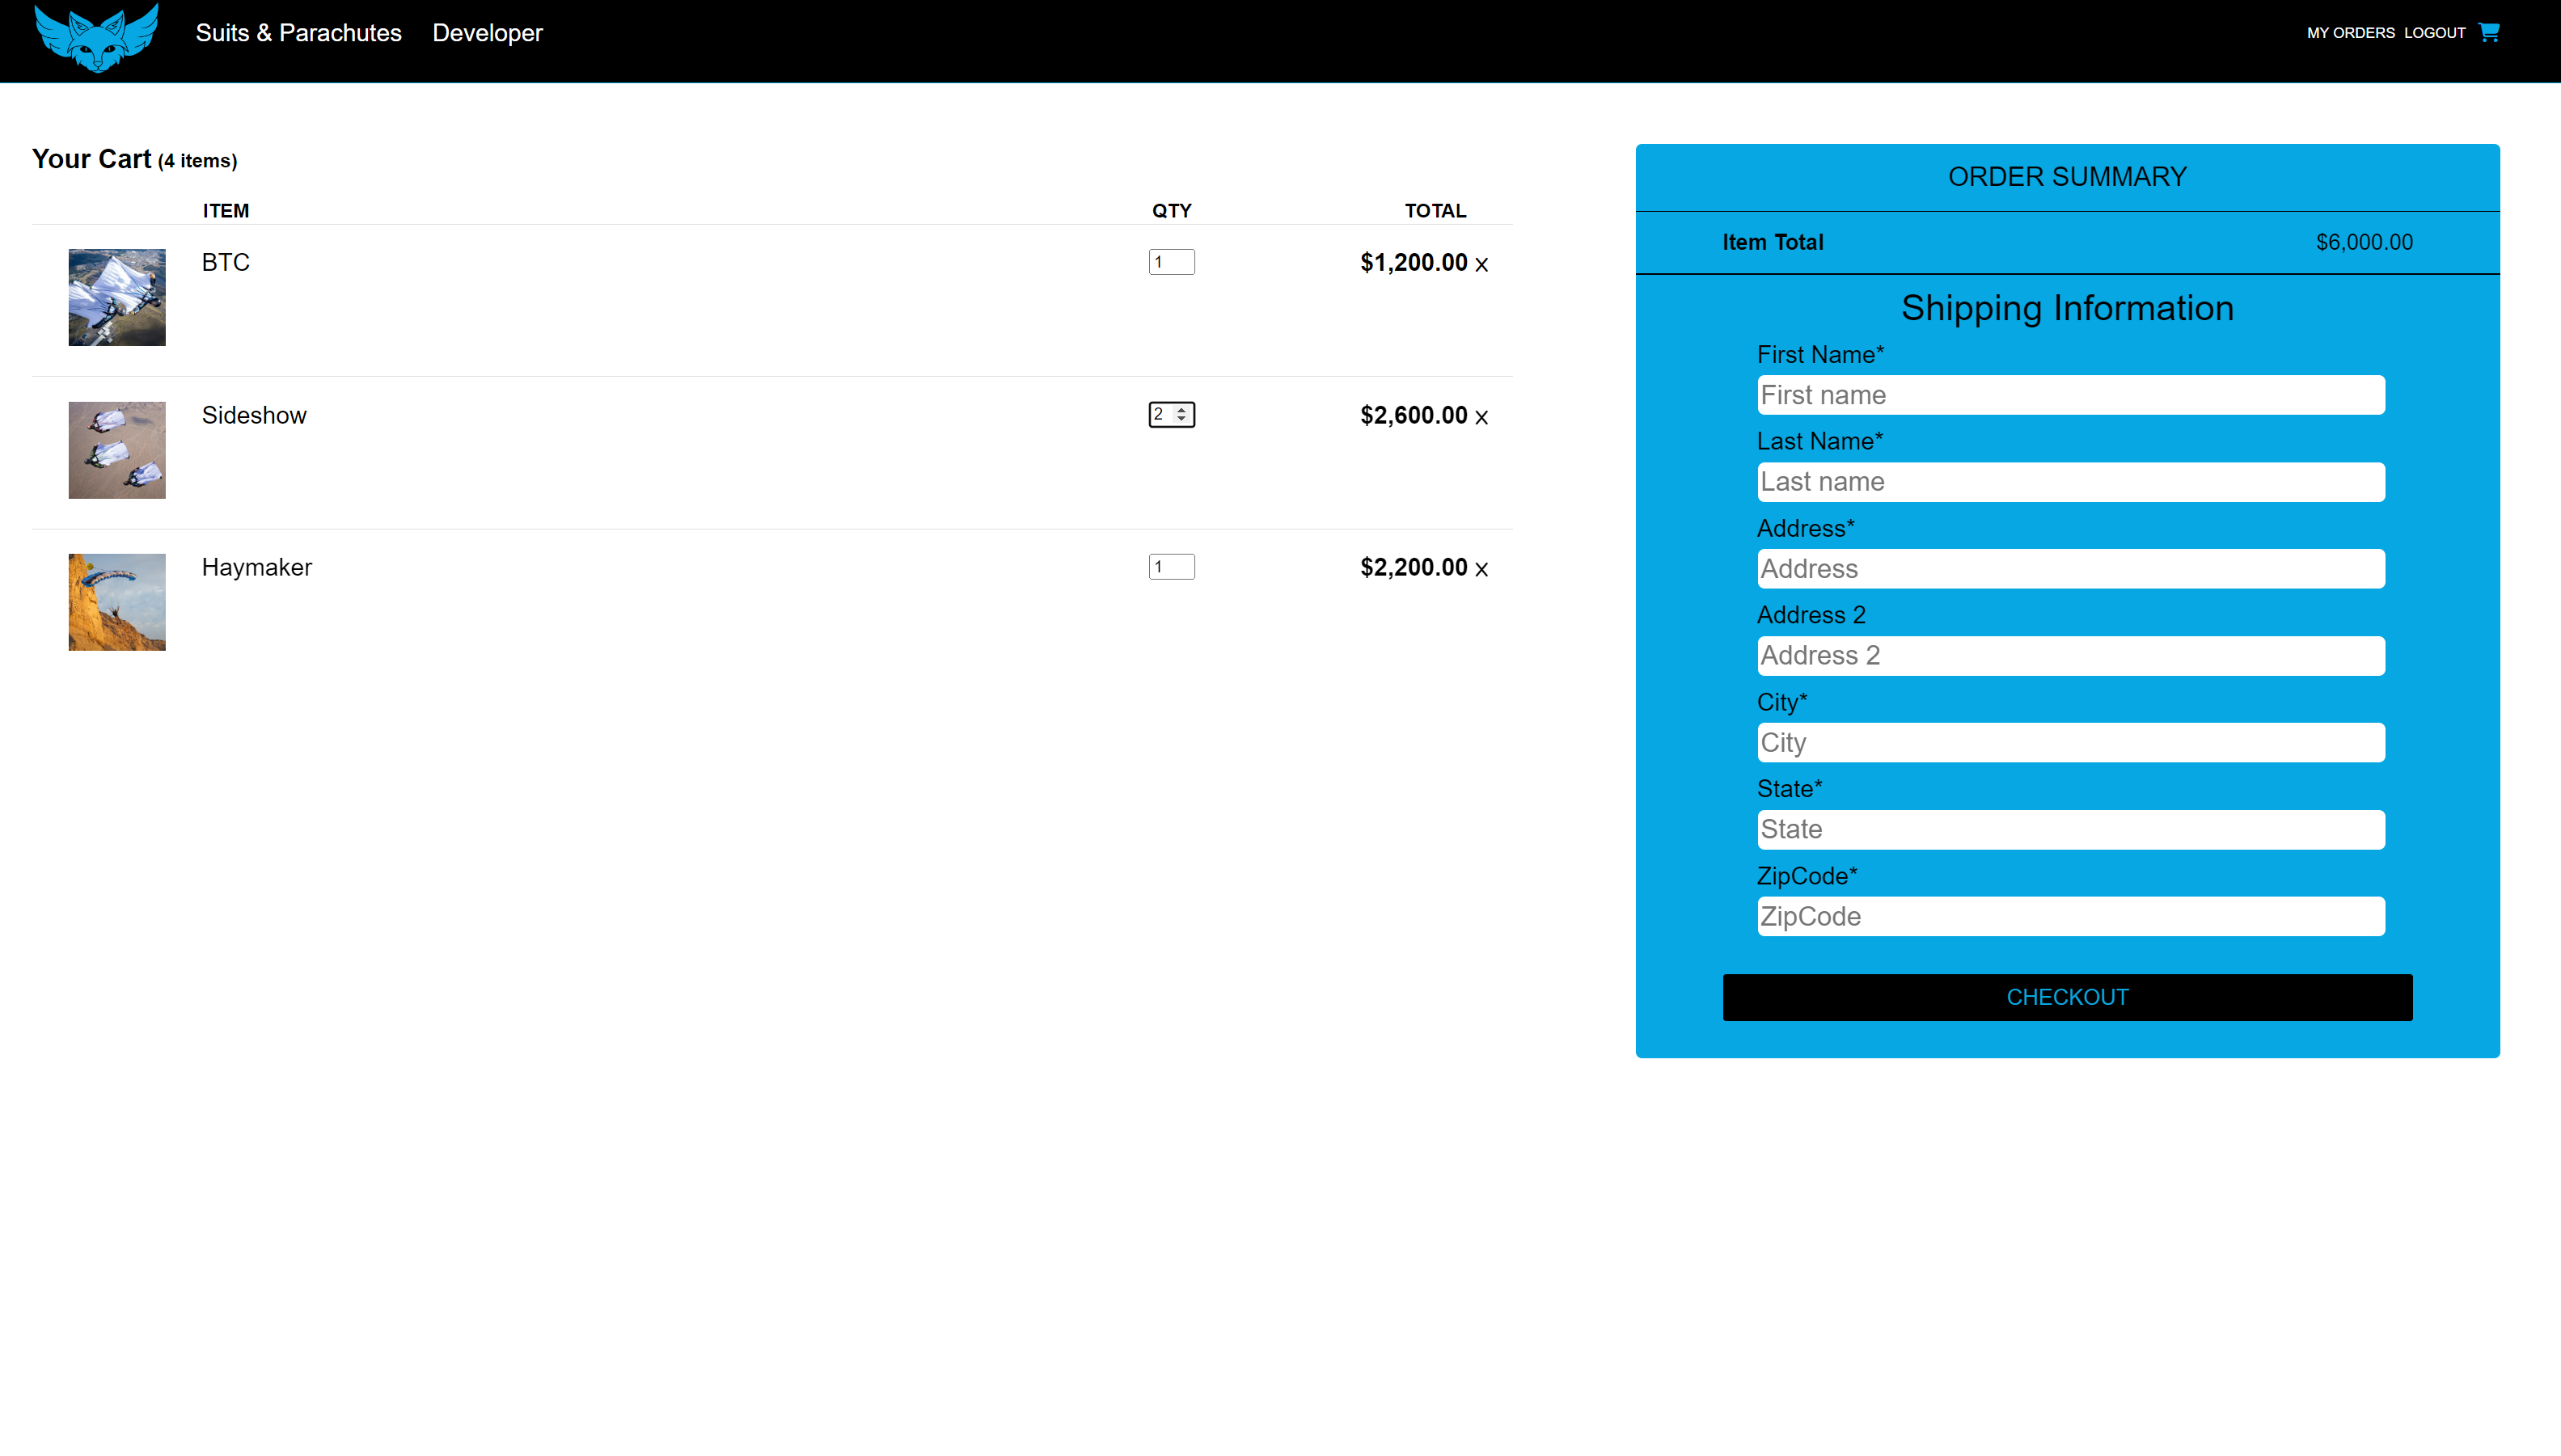 Suits & Parachutes Developer MY ORDERS LOGOUT
Your Cart (4 items)
ITEM QTY TOTAL
BTC 1 $1,200.00 x
Sideshow 2 $2,600.00 x
Haymaker 1 $2,200.00 x
ORDER SUMMARY
Item Total $6,000.00
Shipping Information
First Name*
First name
Last Name*
Last name
Address*
Address
Address 2
Address 2
City*
City
State*
State
ZipCode*
ZipCode
CHECKOUT